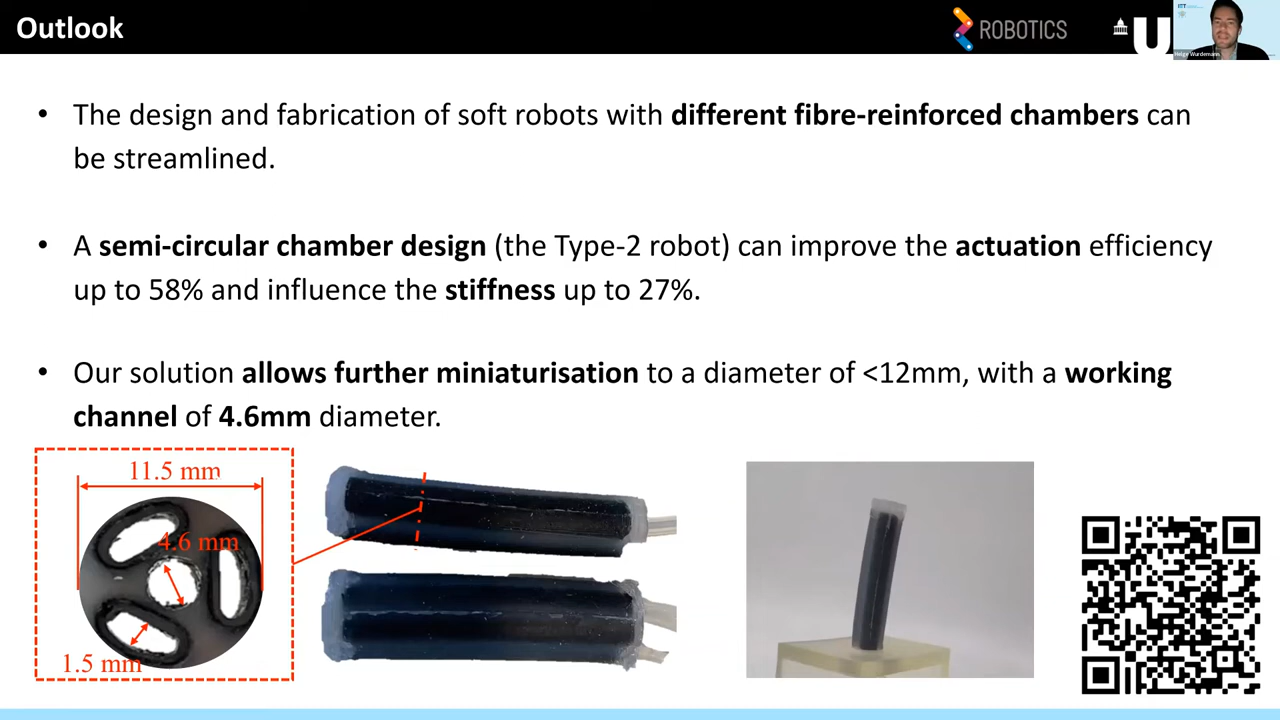 Outlook
ROBOTICS
U
Helge Wurdemann
The design and fabrication of soft robots with different fibre-reinforced chambers can
be streamlined.
A semi-circular chamber design (the Type-2 robot) can improve the actuation efficiency
up to 58% and influence the stiffness up to 27%.
Our solution allows further miniaturisation to a diameter of <12mm, with a working
channel of 4.6mm diameter.
11.5 mm
4.6 mm
1.5 mm